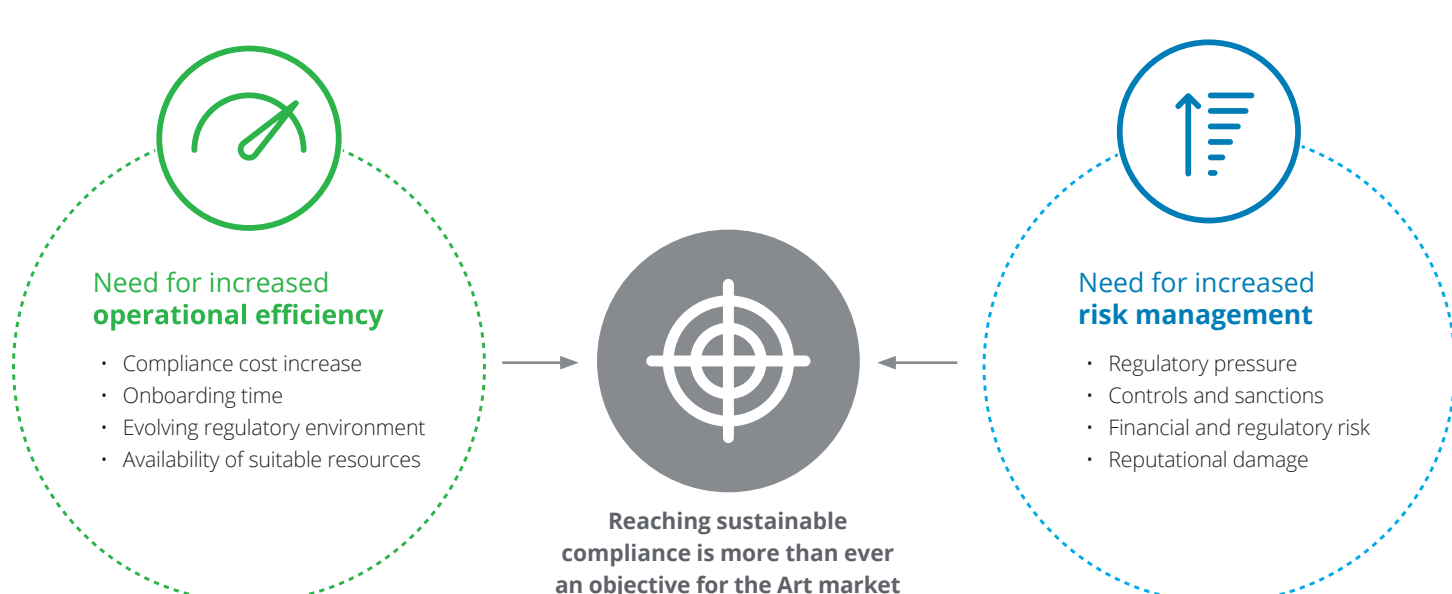 Need for increased
operational efficiency
• Compliance cost increase
• Onboarding time
• Evolving regulatory environment
• Availability of suitable resources
Reaching sustainable
compliance is more than ever
an objective for the Art market
Need for increased
risk management
• Regulatory pressure
• Controls and sanctions
• Financial and regulatory risk
• Reputational damage